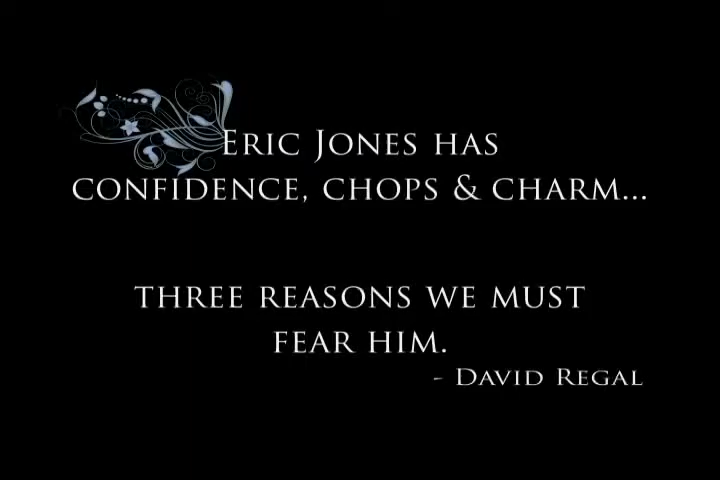 Eric Jones has
confidence, chops & charm...
three reasons we must
fear him.
- David Regal